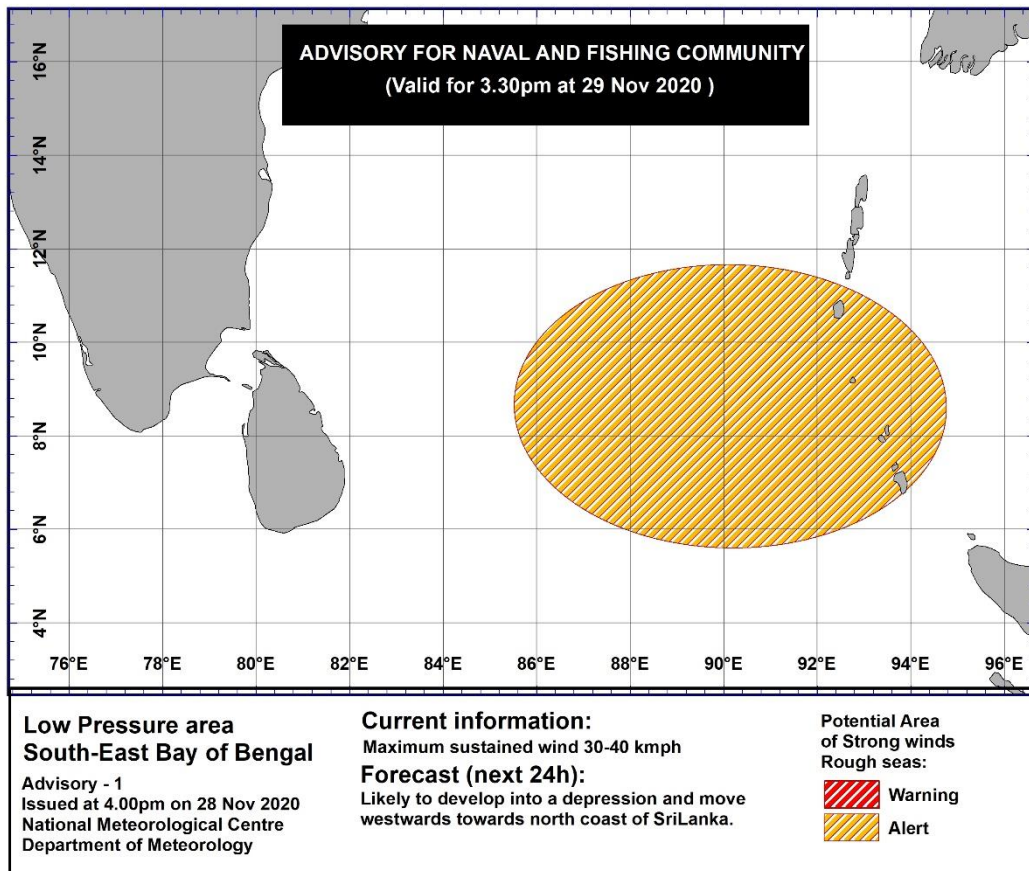 ADVISORY FOR NAVAL AND FISHING COMMUNITY
(Valid for 3.30pm at 29 Nov 2020 )
16°N
14°N
12°N
10°N
8°N
6°N
4°N
76°E 78°E 80°E 82°E 84°E 86°E 88°E 90°E 92°E 94°E 96°E
Low Pressure area
South-East Bay of Bengal
Advisory - 1
Issued at 4.00pm on 28 Nov 2020
National Meteorological Centre
Department of Meteorology
Current information:
Maximum sustained wind 30-40 kmph
Forecast (next 24h):
Likely to develop into a depression and move
westwards towards north coast of SriLanka.
Potential Area
of Strong winds
Rough seas:
Warning
Alert